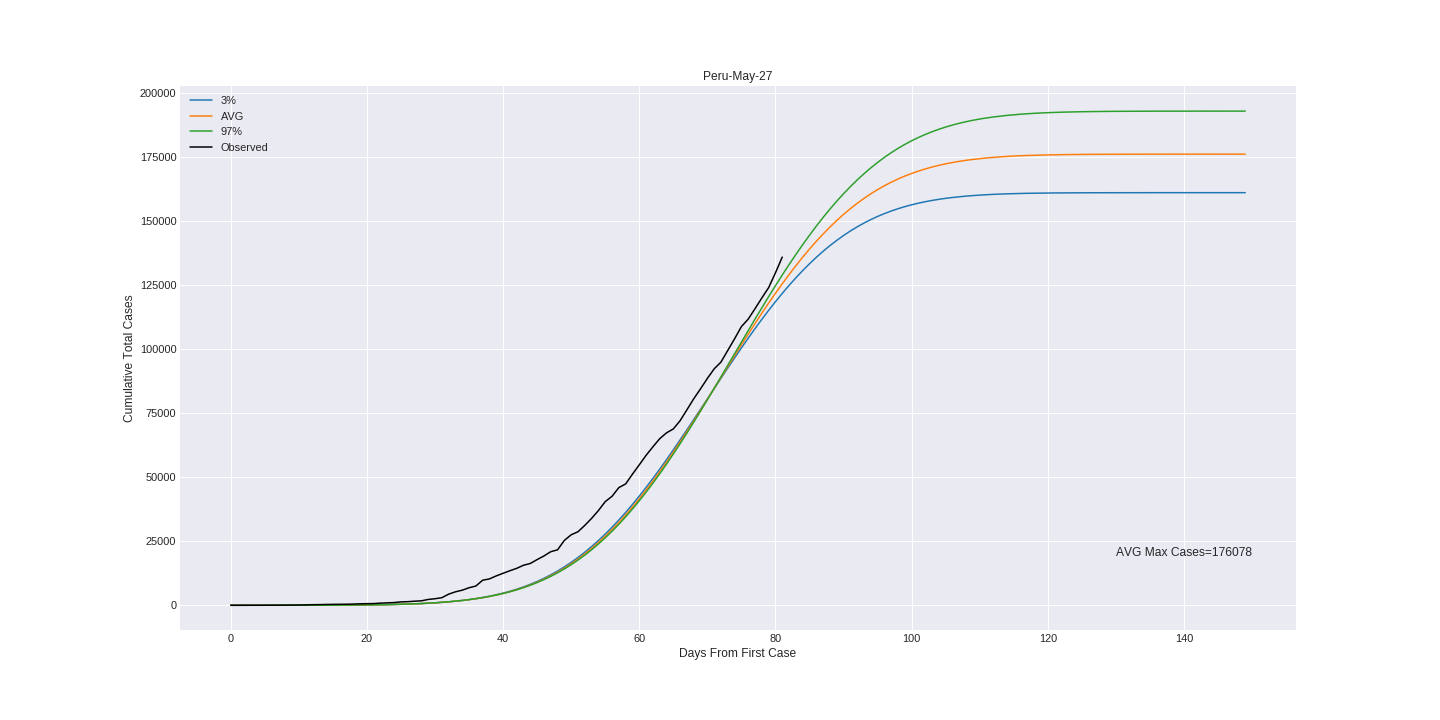 Peru-May-27
3%
AVG
97%
Observed
200000
175000
150000
125000
100000
75000
50000
25000
0
Cumulative Total Cases
AVG Max Cases=176078
0 20 40 60 80 100 120 140
Days From First Case